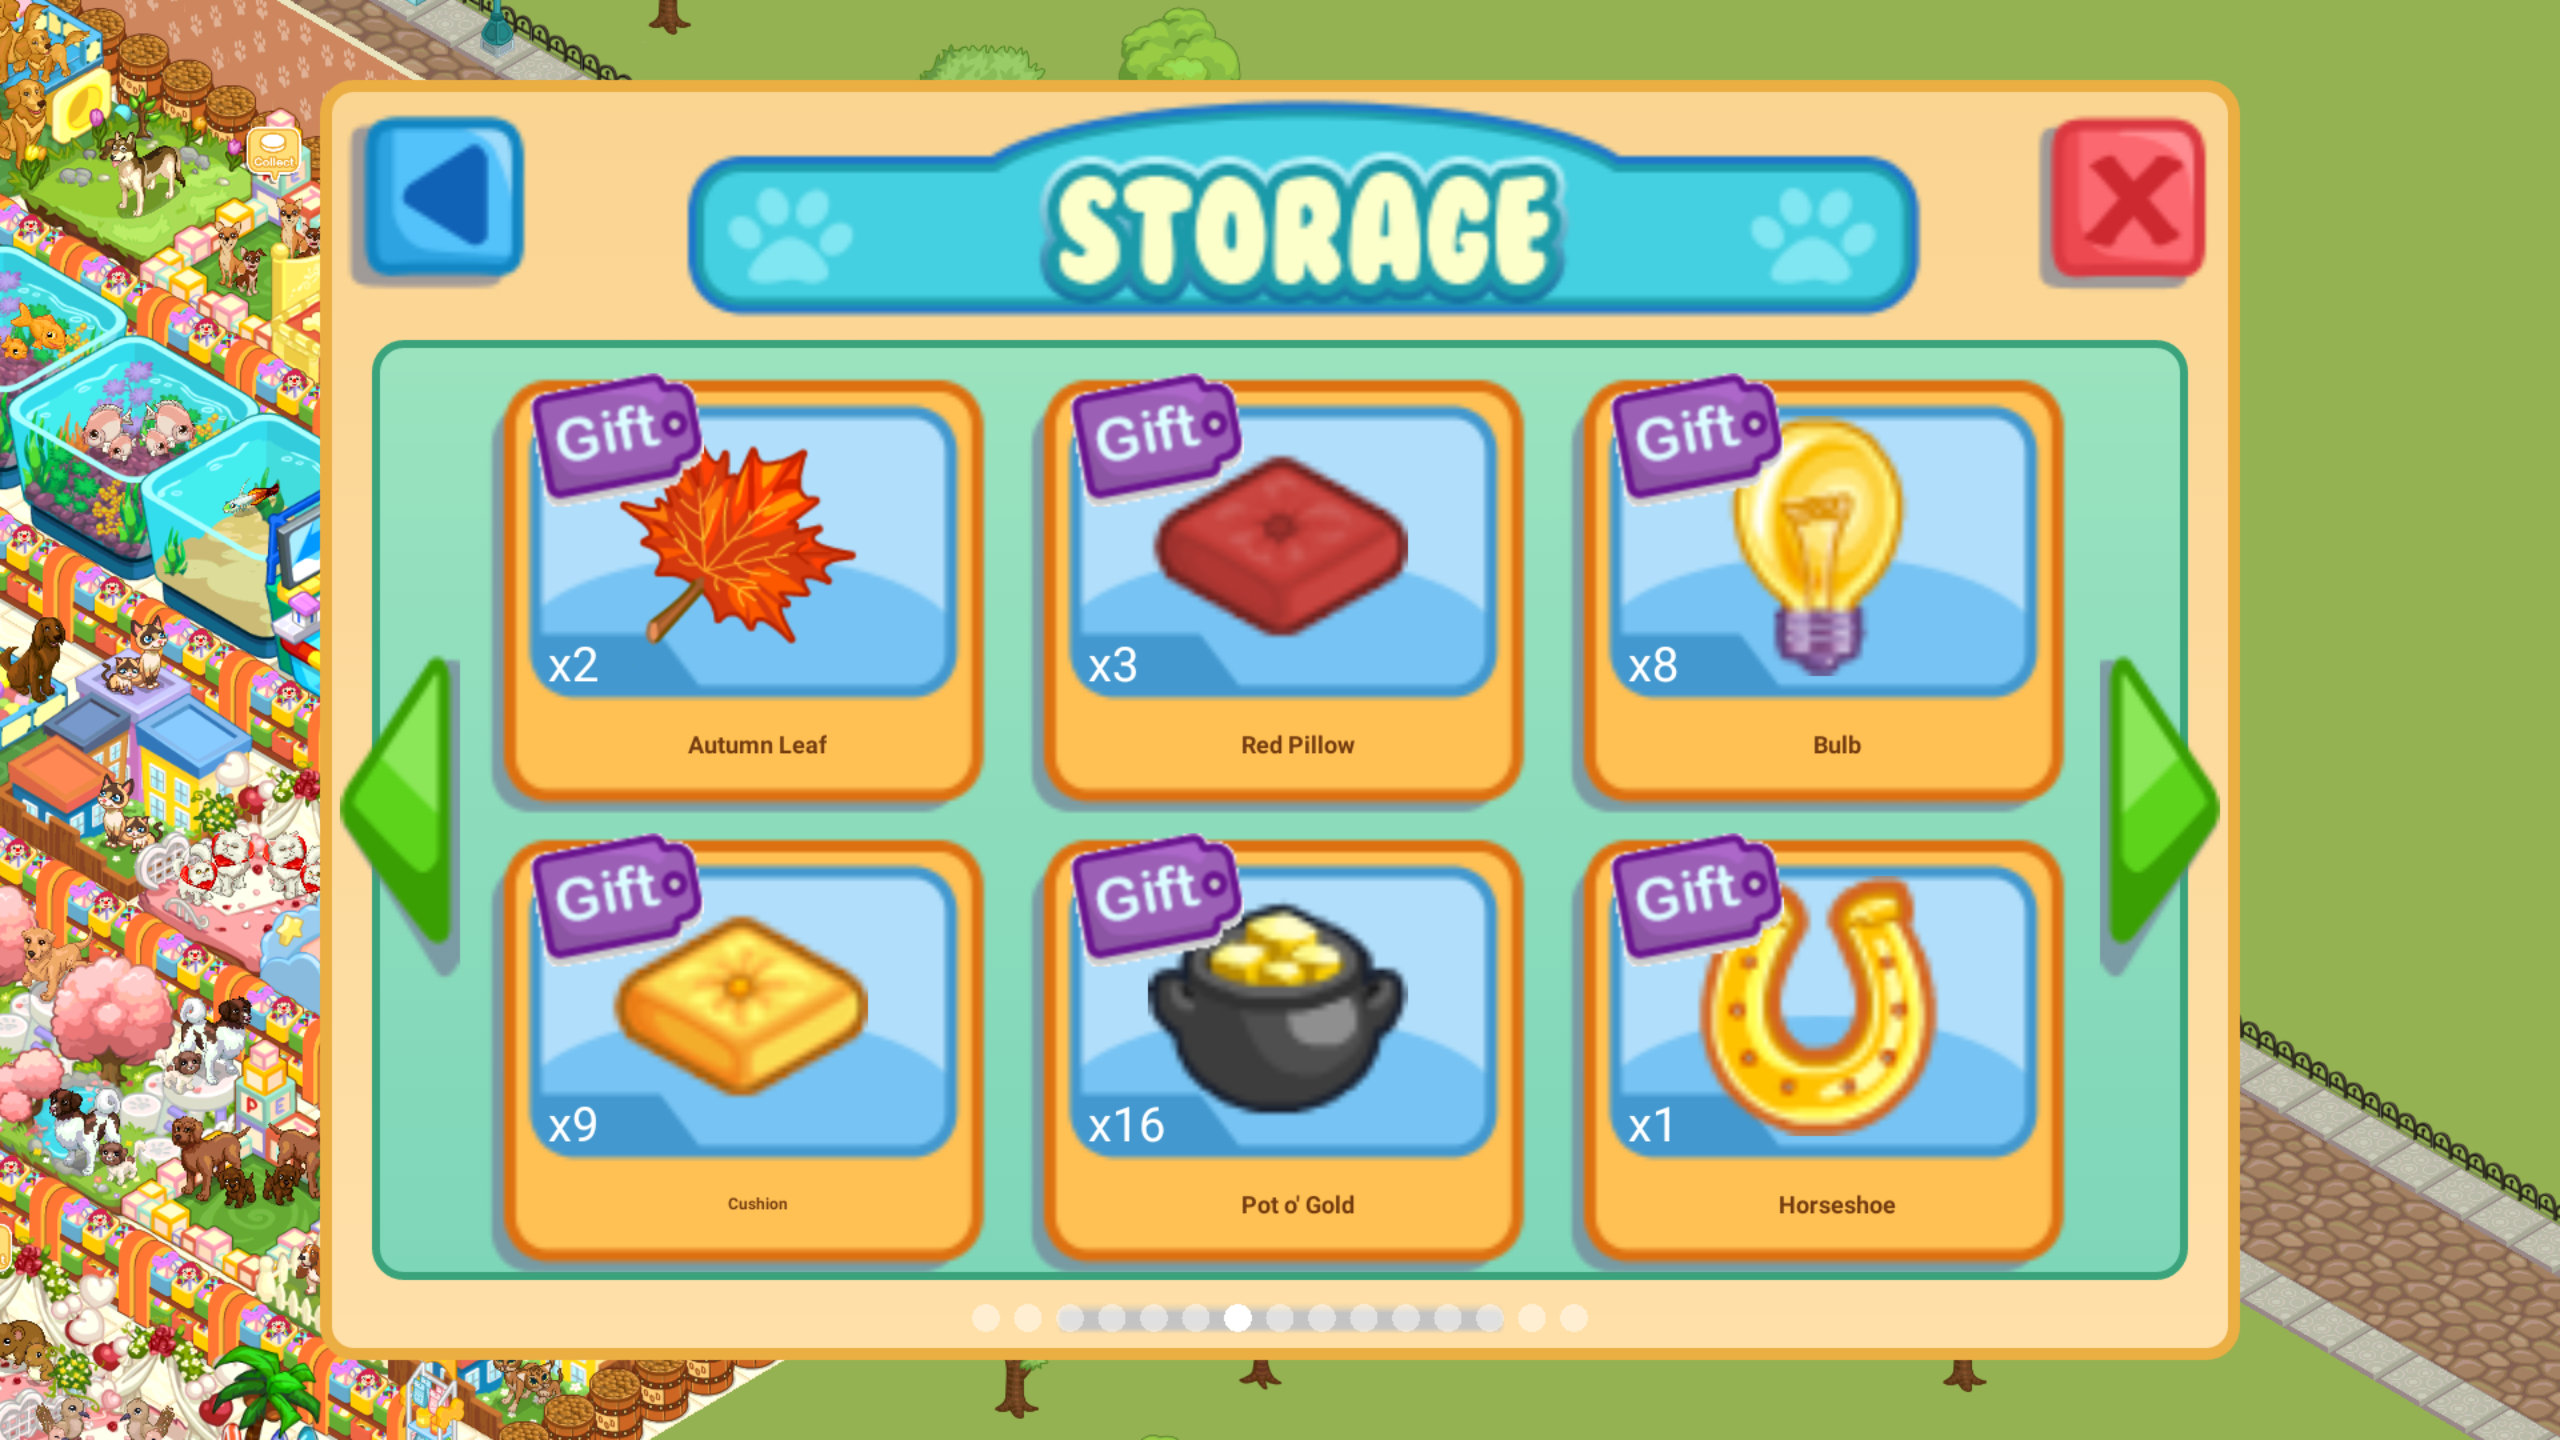 Collect
STORAGE
Gift
x2
Autumn Leaf
Gift
x3
Red Pillow
Gift
x8
Bulb
Gift
x9
Cushion
Gift
x16
Pot o' Gold
Gift
x1
Horseshoe
P E